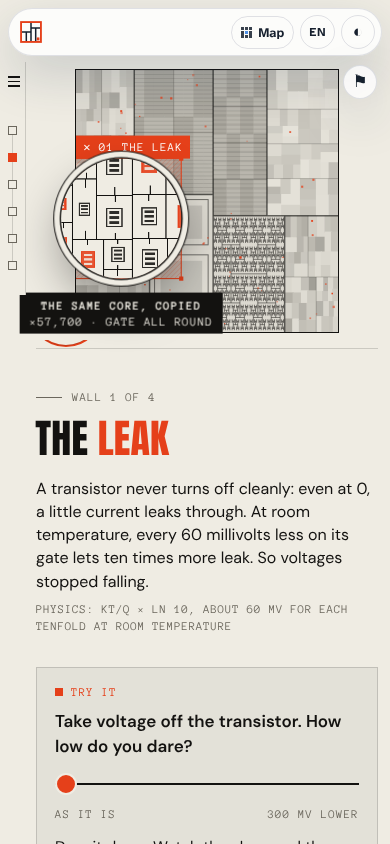 Map
EN
× 01 THE LEAK
THE SAME CORE, COPIED
×57,700 · GATE ALL ROUND
WALL 1 OF 4
THE LEAK
A transistor never turns off cleanly: even at 0,
a little current leaks through. At room
temperature, every 60 millivolts less on its
gate lets ten times more leak. So voltages
stopped falling.
PHYSICS: KT/Q × LN 10, ABOUT 60 MV FOR EACH
TENFOLD AT ROOM TEMPERATURE
TRY IT
Take voltage off the transistor. How
low do you dare?
AS IT IS
300 MV LOWER